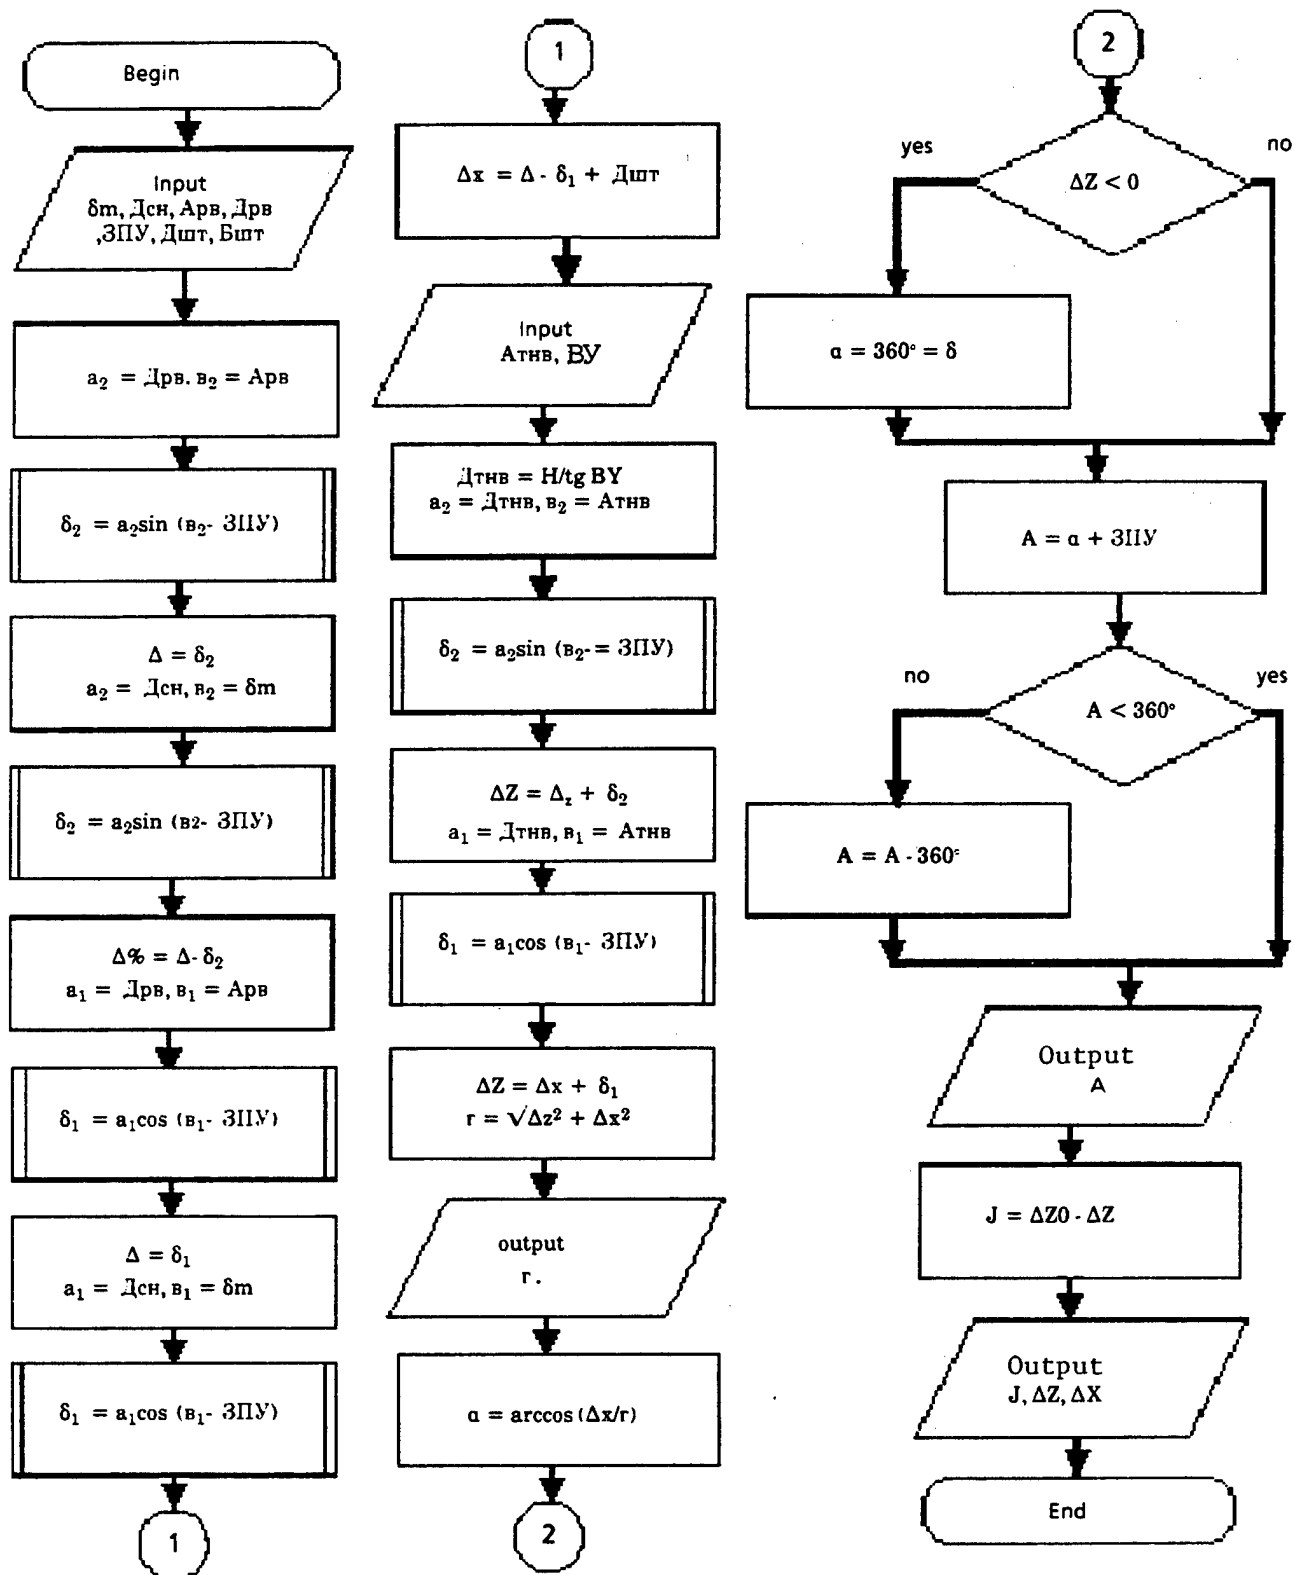 Begin
Input
δm, Дсн, Арв, Дрв
,ЗПУ, Дшт, Бшт
a₂ = Дрв. в₂ = Арв
δ₂ = a₂sin (в₂- ЗПУ)
Δ = δ₂
a₂ = Дсн, в₂ = δm
δ₂ = a₂sin (в2- ЗПУ)
Δ% = Δ- δ₂
a₁ = Дрв, в₁ = Арв
δ₁ = a₁cos (в₁- ЗПУ)
Δ = δ₁
a₁ = Дсн, в₁ = δm
δ₁ = a₁cos (в₁- ЗПУ)
1
1
Δx = Δ - δ₁ + Дшт
Input
Атнв, ВУ
Дтнв = H/tg BY
a₂ = Дтнв, в₂ = Атнв
δ₂ = a₂sin (в₂- = ЗПУ)
ΔZ = Δ_z + δ₂
a₁ = Дтнв, в₁ = Атнв
δ₁ = a₁cos (в₁- ЗПУ)
ΔZ = Δx + δ₁
r = √Δz² + Δx²
output
r.
α = arccos (Δx/r)
2
2
yes
no
ΔZ < 0
α = 360° = δ
A = α + ЗПУ
no
yes
A < 360°
A = A - 360°
Output
A
J = ΔZ0 - ΔZ
Output
J, ΔZ, ΔX
End